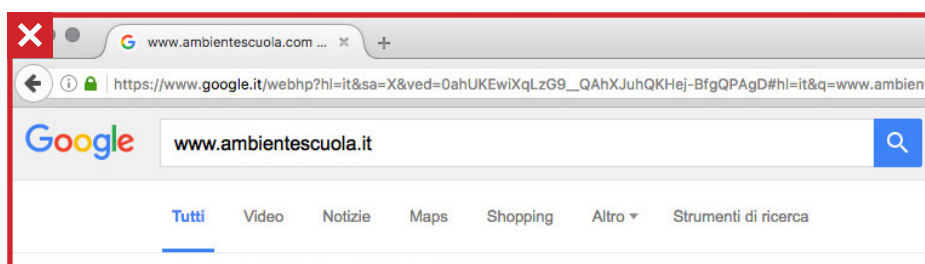 www.ambientescuola.com ...
https://www.google.it/webhp?hl=it&sa=X&ved=0ahUKEwiXqLzG9__QAhXJuhQKHej-BfgQPAgD#hl=it&q=www.ambien
Google www.ambientescuola.it
Tutti Video Notizie Maps Shopping Altro Strumenti di ricerca